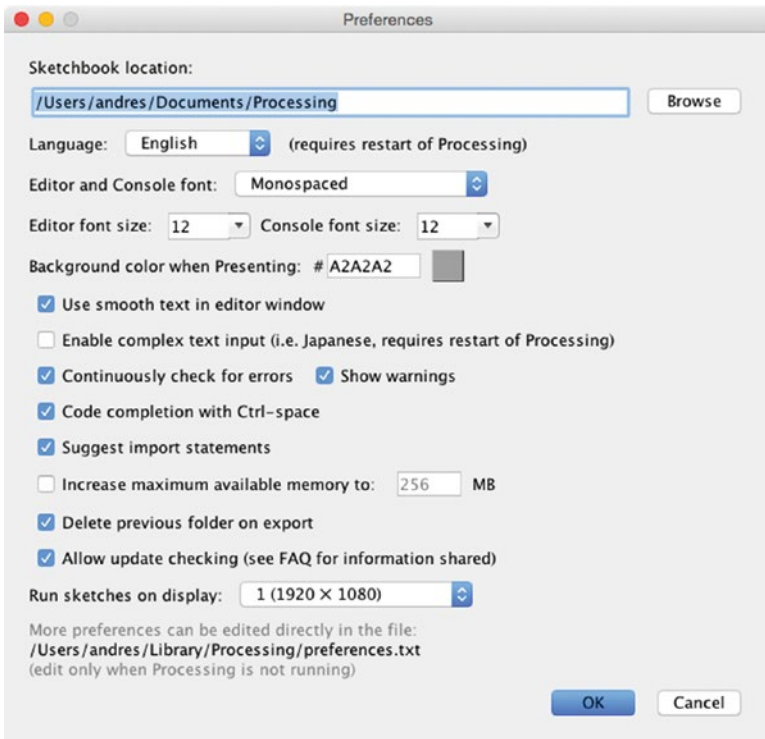 Preferences
Sketchbook location:
/Users/andres/Documents/Processing Browse
Language: English (requires restart of Processing)
Editor and Console font: Monospaced
Editor font size: 12 Console font size: 12
Background color when Presenting: # A2A2A2
Use smooth text in editor window
Enable complex text input (i.e. Japanese, requires restart of Processing)
Continuously check for errors Show warnings
Code completion with Ctrl-space
Suggest import statements
Increase maximum available memory to: 256 MB
Delete previous folder on export
Allow update checking (see FAQ for information shared)
Run sketches on display: 1 (1920 × 1080)
More preferences can be edited directly in the file:
/Users/andres/Library/Processing/preferences.txt
(edit only when Processing is not running)
OK Cancel